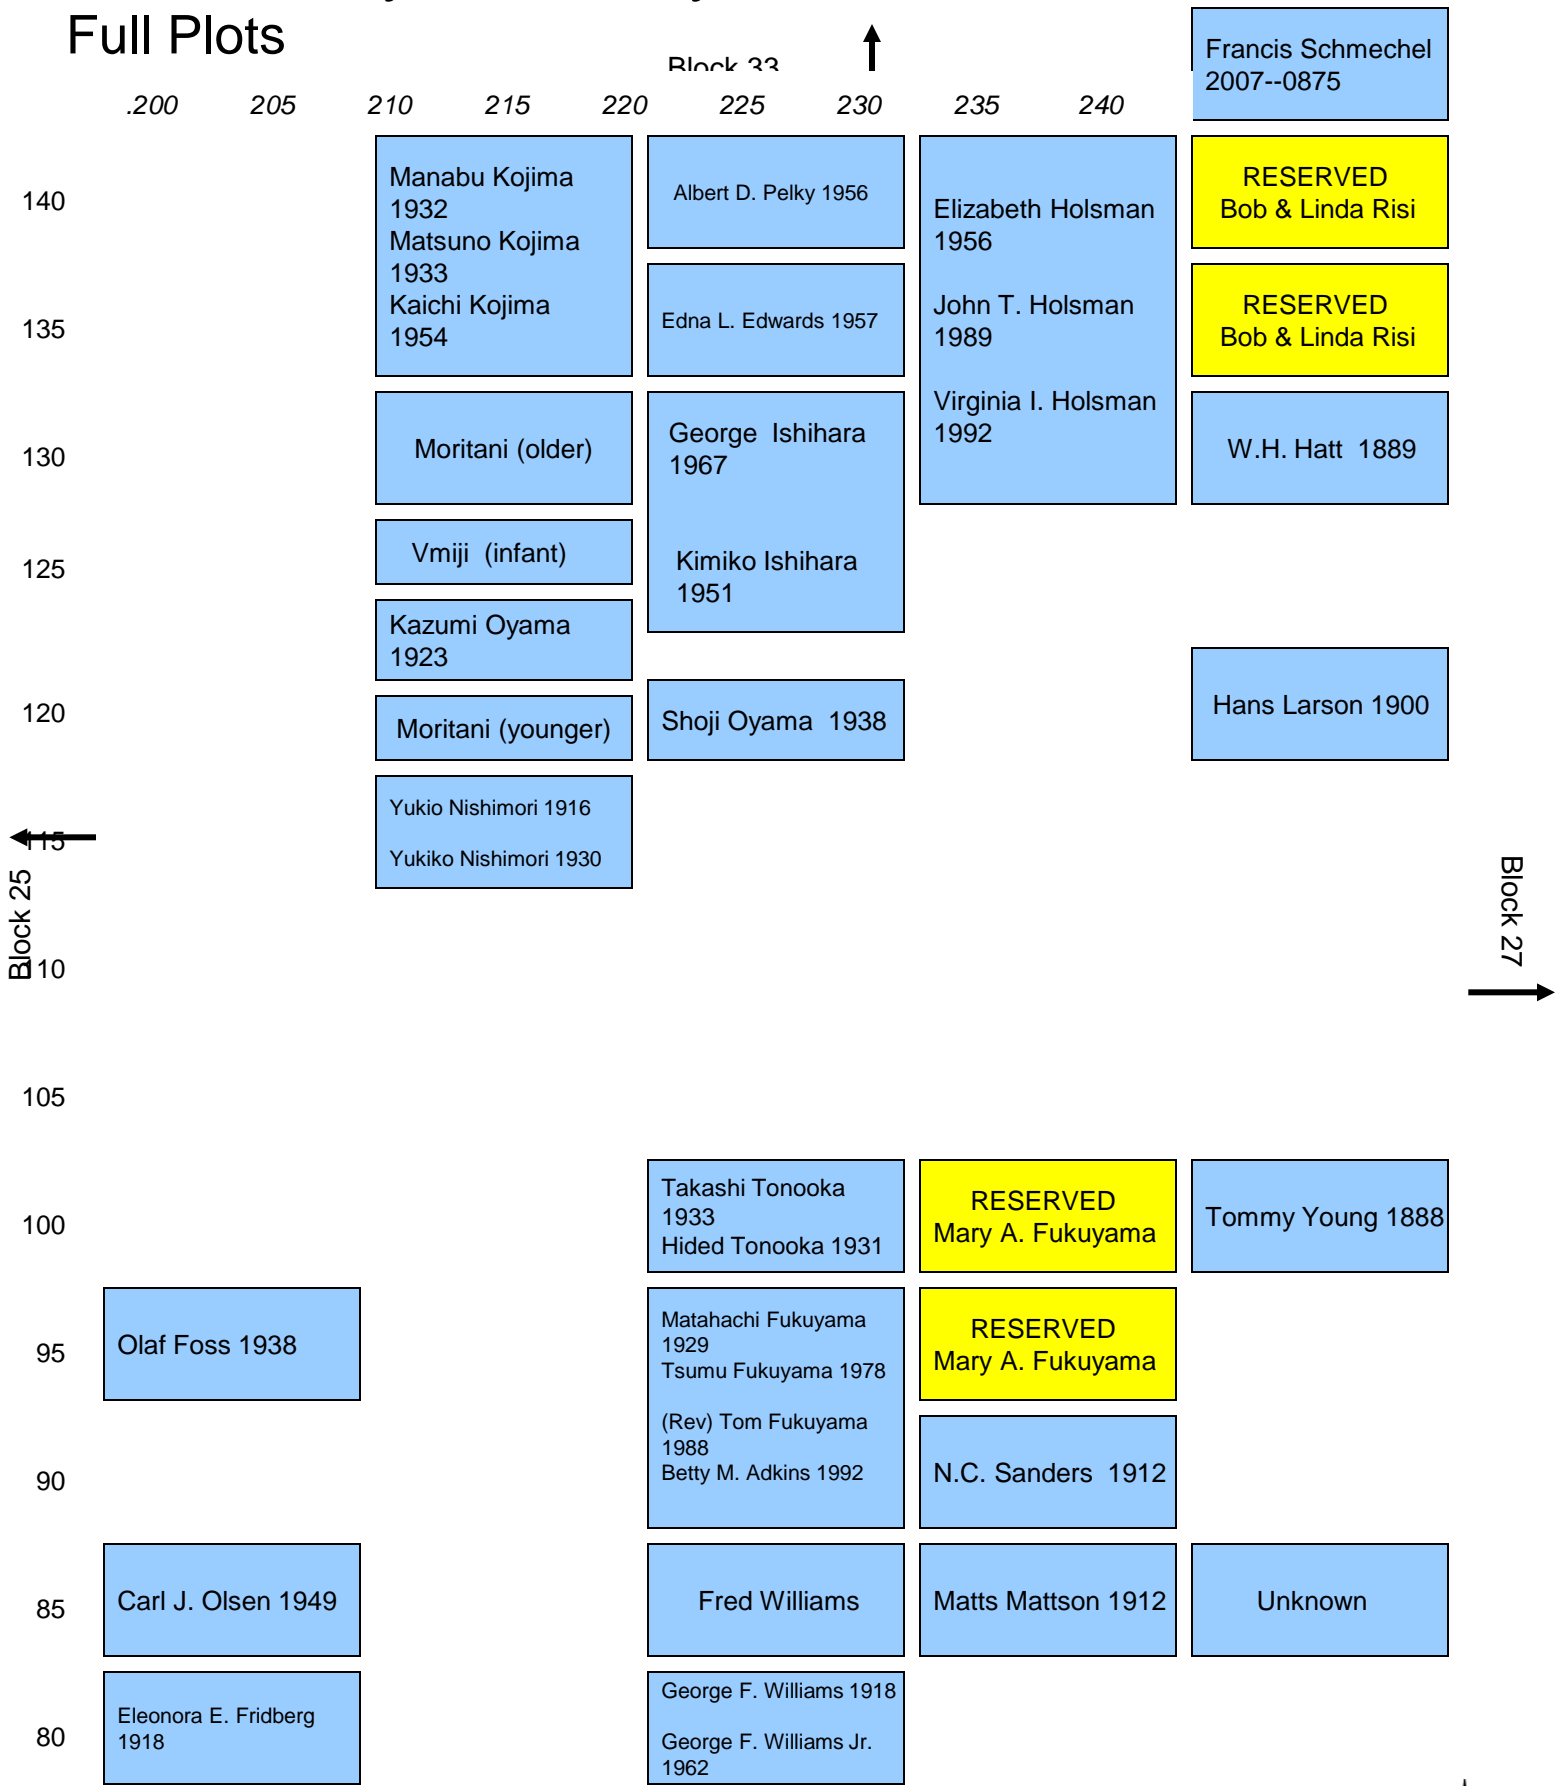 Full Plots
Block 33
Francis Schmechel
2007--0875
.200 205 210 215 220 225 230 235 240
140
Manabu Kojima
1932
Matsuno Kojima
1933
Kaichi Kojima
1954
Albert D. Pelky 1956
Elizabeth Holsman
1956
John T. Holsman
1989
Virginia I. Holsman
1992
RESERVED
Bob & Linda Risi
135
Edna L. Edwards 1957
RESERVED
Bob & Linda Risi
130
Moritani (older)
George Ishihara
1967
Kimiko Ishihara
1951
W.H. Hatt 1889
125
Vmiji (infant)
Kazumi Oyama
1923
120
Moritani (younger)
Shoji Oyama 1938
Hans Larson 1900
Yukio Nishimori 1916
Yukiko Nishimori 1930
115
Block 25
110
Block 27
105
100
Takashi Tonooka
1933
Hided Tonooka 1931
RESERVED
Mary A. Fukuyama
Tommy Young 1888
95
Olaf Foss 1938
Matahachi Fukuyama
1929
Tsumu Fukuyama 1978
(Rev) Tom Fukuyama
1988
Betty M. Adkins 1992
RESERVED
Mary A. Fukuyama
90
N.C. Sanders 1912
85
Carl J. Olsen 1949
Fred Williams
Matts Mattson 1912
Unknown
80
Eleonora E. Fridberg
1918
George F. Williams 1918
George F. Williams Jr.
1962